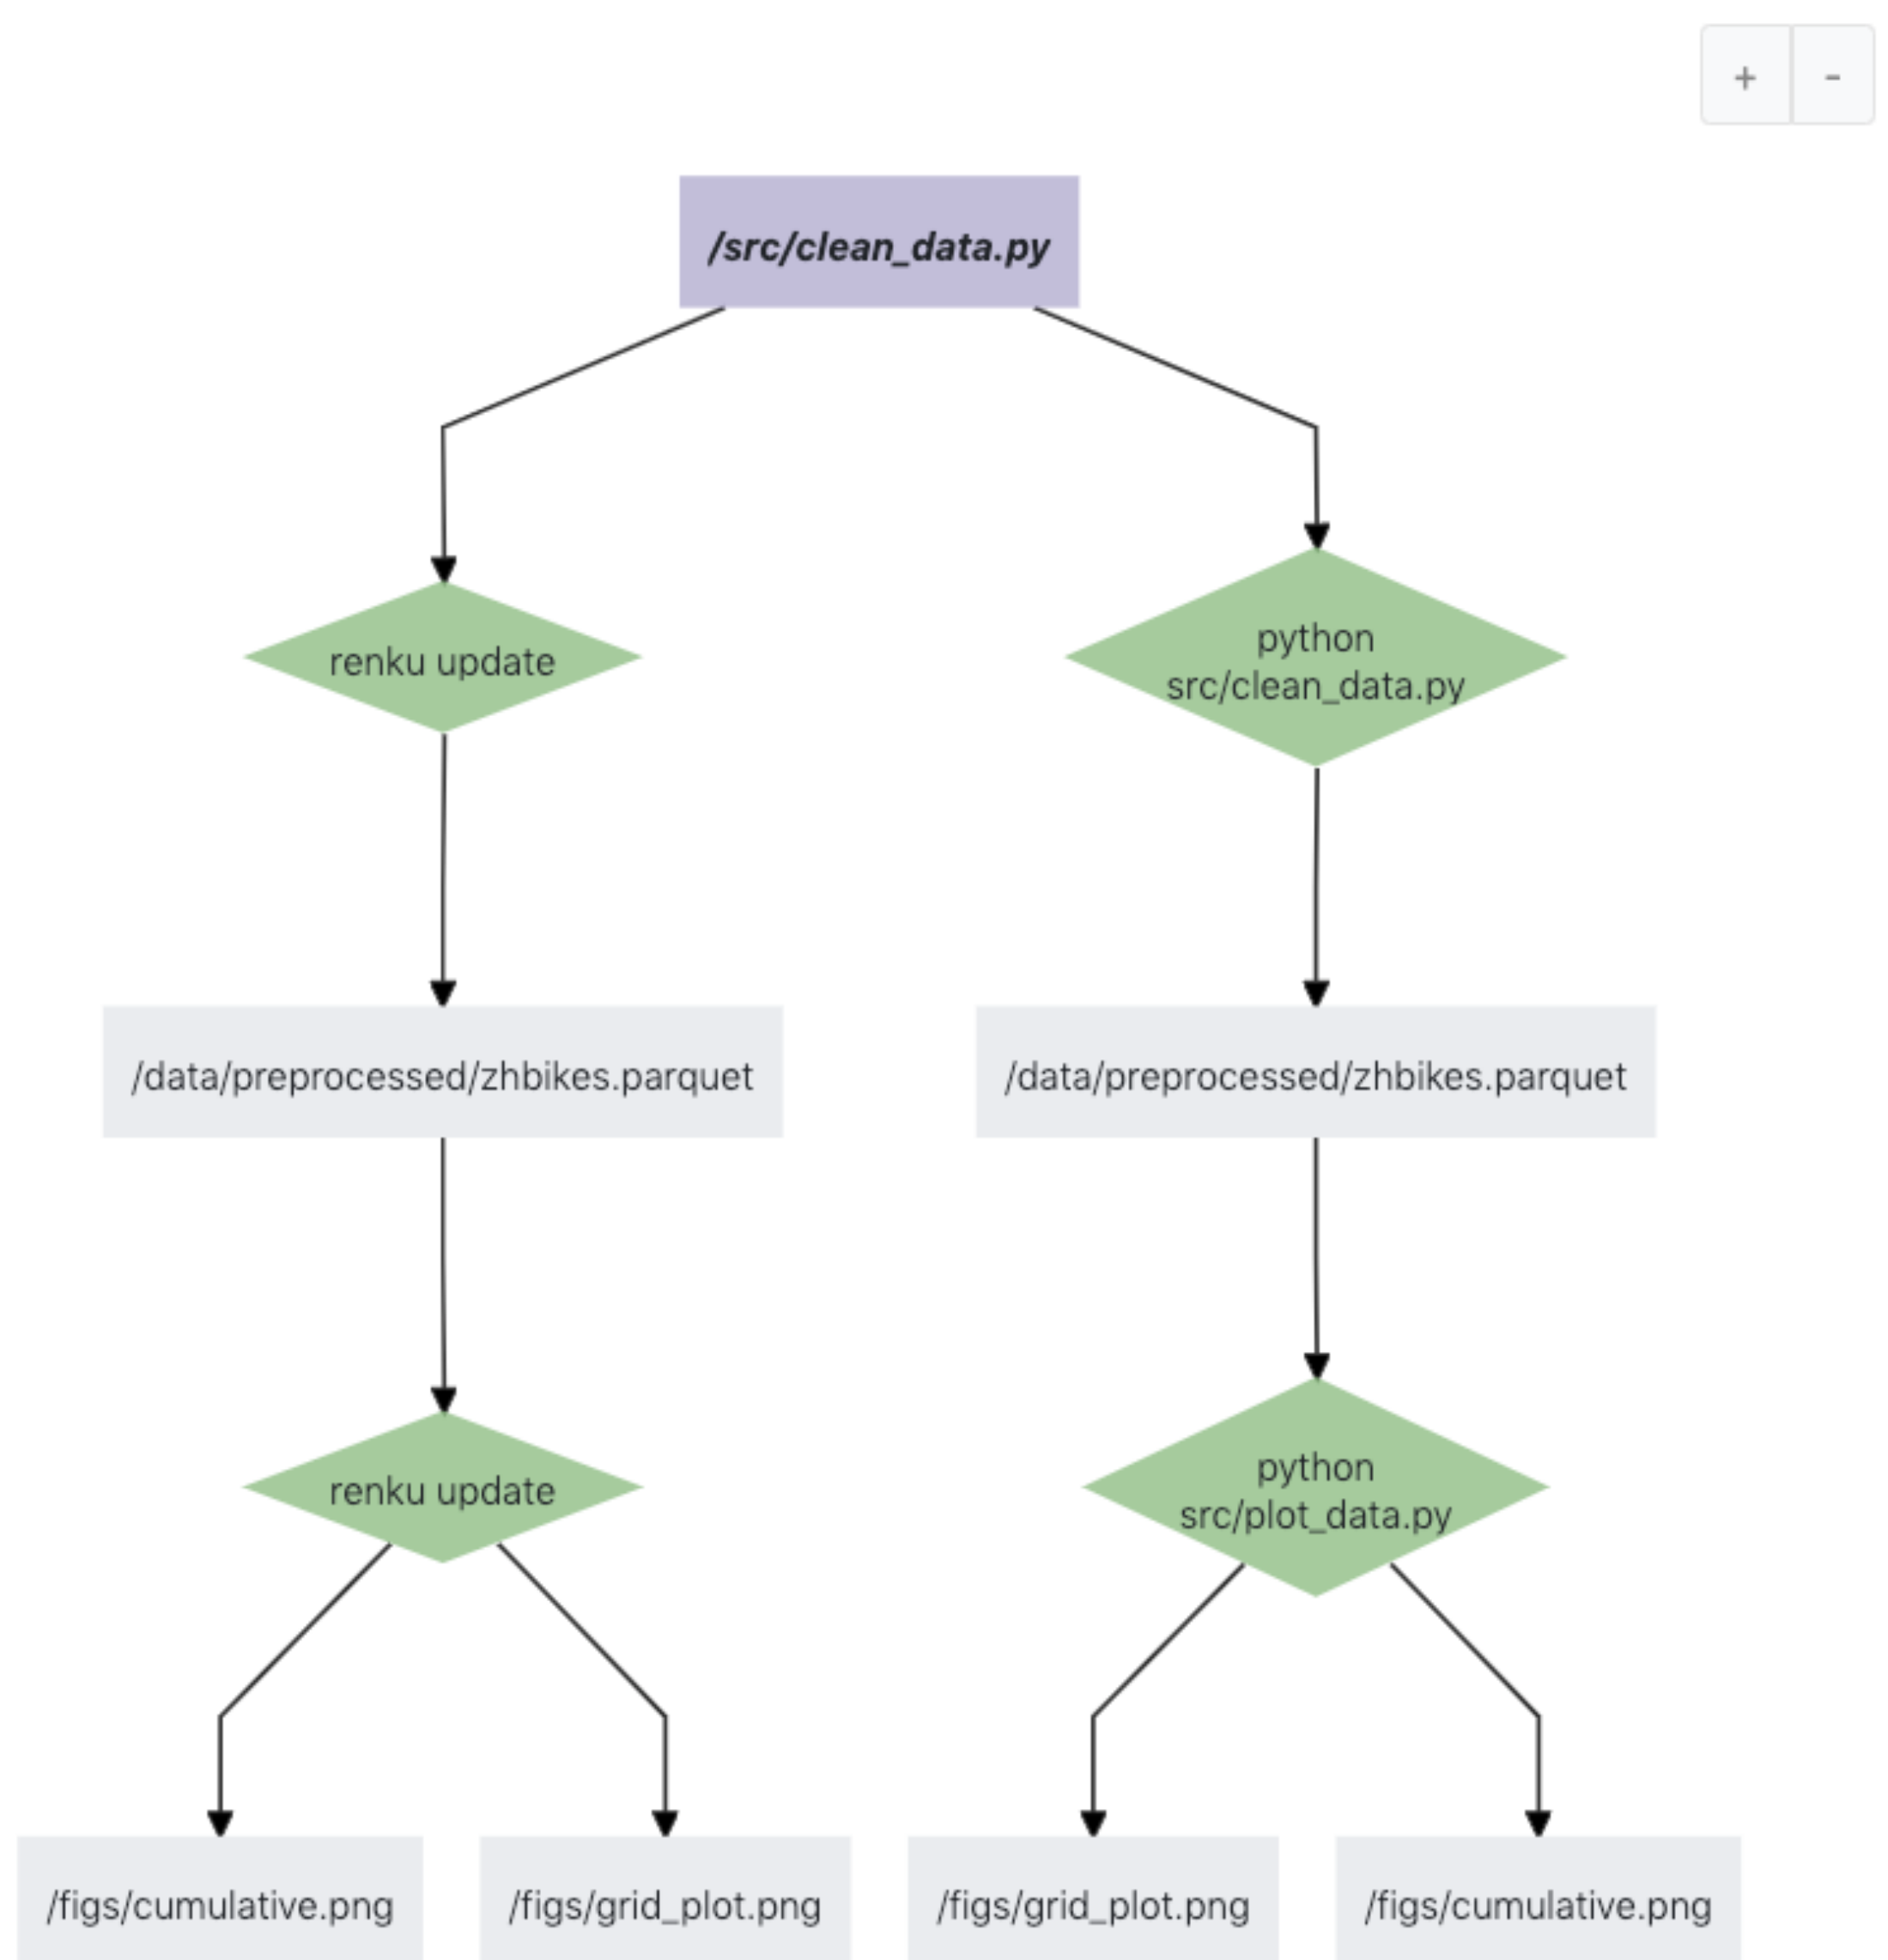 + -
/src/clean_data.py
renku update
python
src/clean_data.py
/data/preprocessed/zhbikes.parquet
/data/preprocessed/zhbikes.parquet
renku update
python
src/plot_data.py
/figs/cumulative.png
/figs/grid_plot.png
/figs/grid_plot.png
/figs/cumulative.png